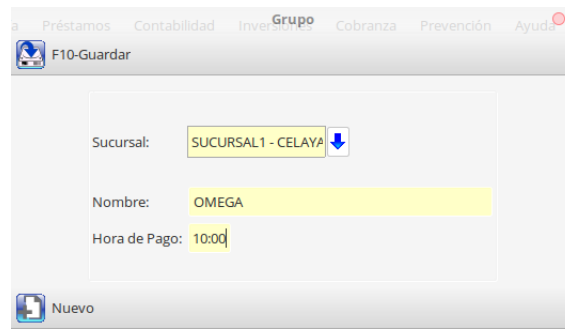 Grupo
a Préstamos Contabilidad Inversiones Cobranza Prevención Ayuda
F10-Guardar
Sucursal: SUCURSAL1 - CELAYA
Nombre: OMEGA
Hora de Pago: 10:00
Nuevo